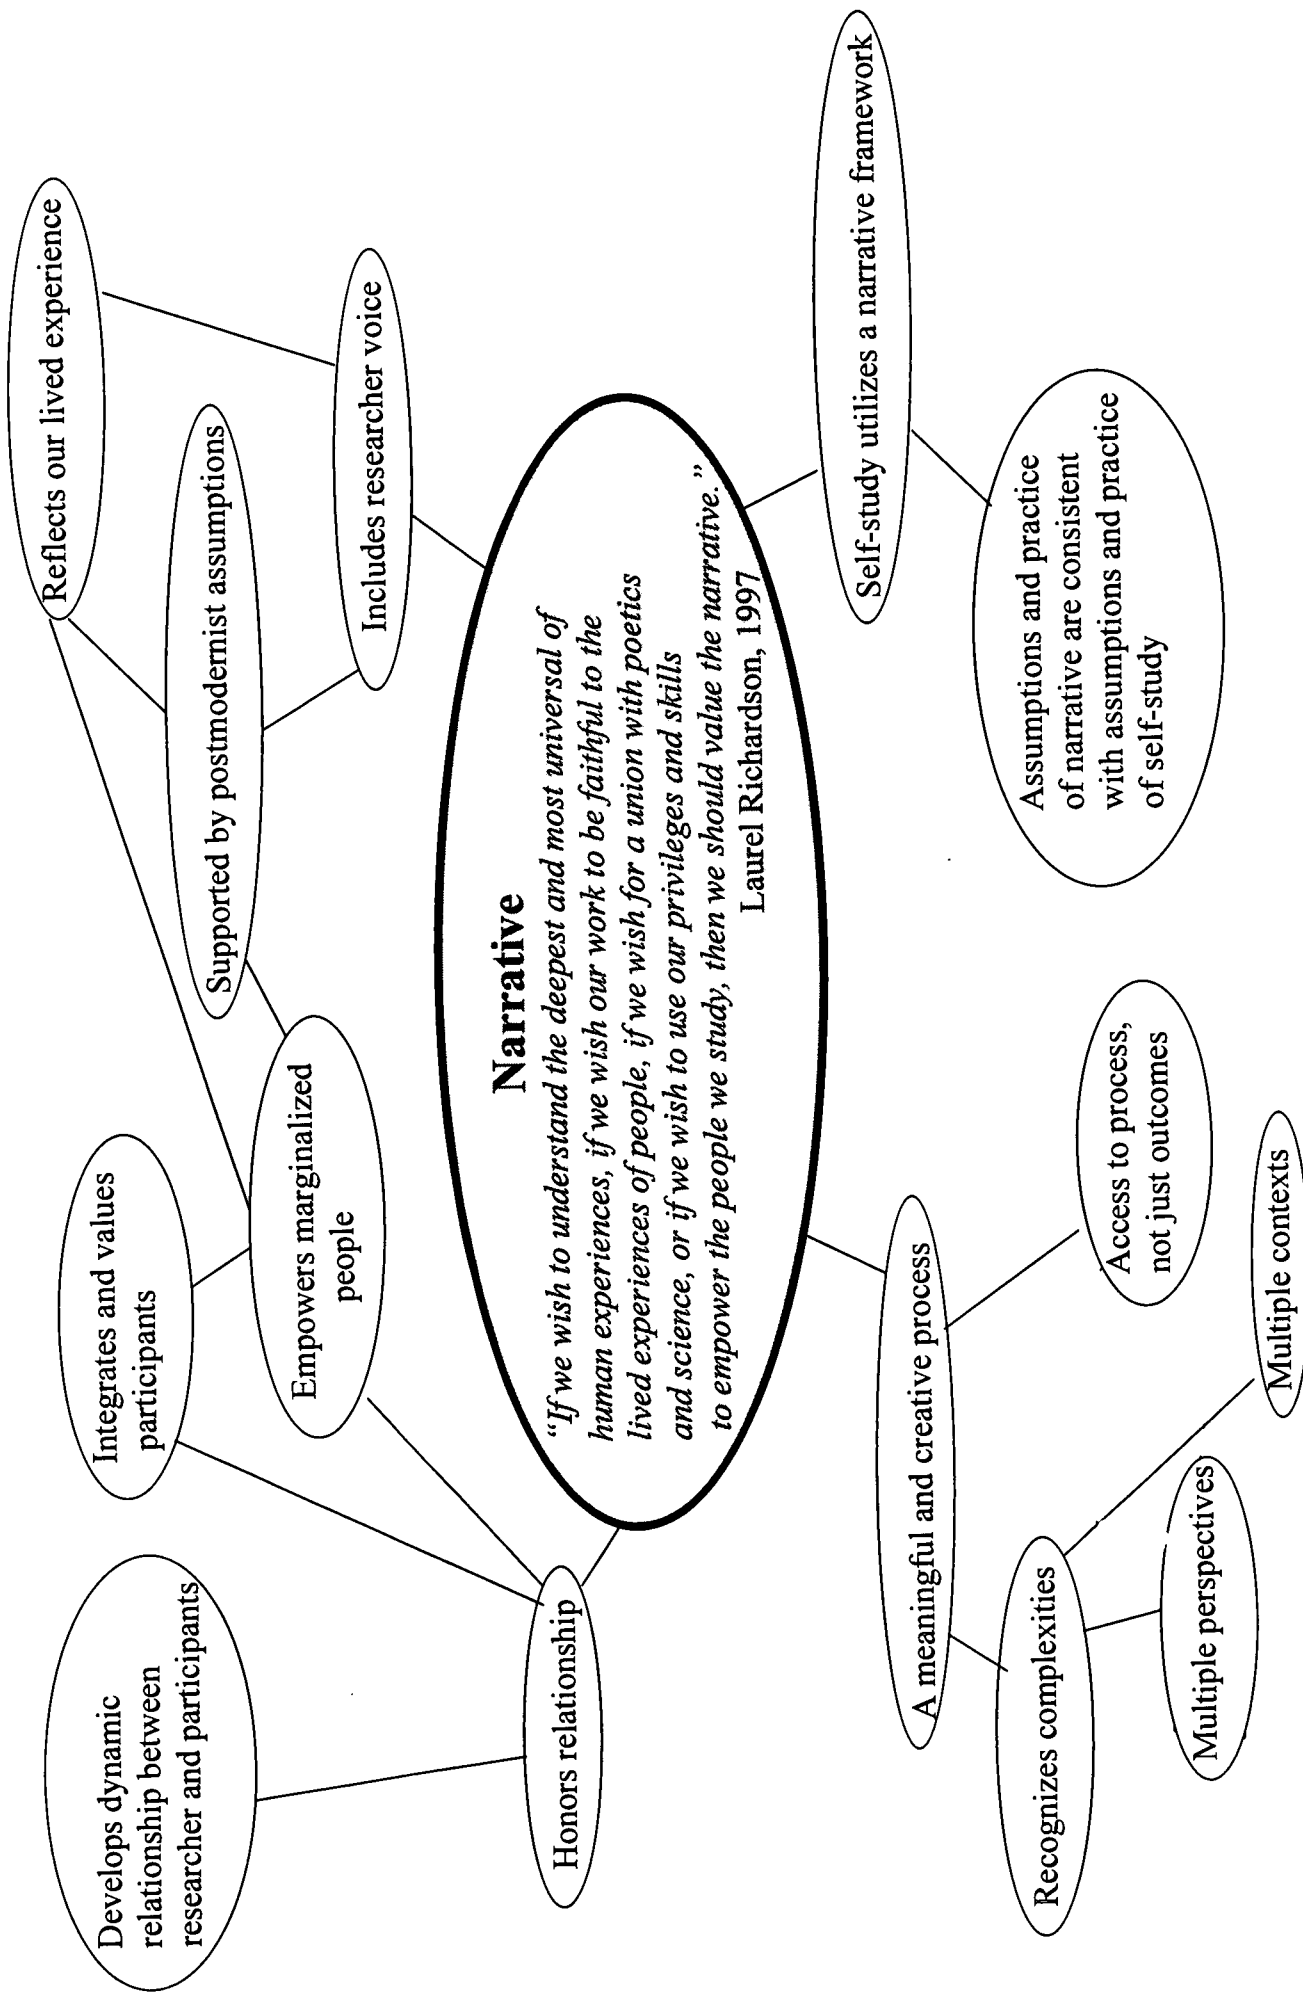 Develops dynamic
relationship between
researcher and participants
Integrates and values
participants
Reflects our lived experience
Supported by postmodernist assumptions
Empowers marginalized
people
Includes researcher voice
Honors relationship
Narrative
“If we wish to understand the deepest and most universal of
human experiences, if we wish our work to be faithful to the
lived experiences of people, if we wish for a union with poetics
and science, or if we wish to use our privileges and skills
to empower the people we study, then we should value the narrative.”
Laurel Richardson, 1997
A meaningful and creative process
Self-study utilizes a narrative framework
Recognizes complexities
Access to process,
not just outcomes
Assumptions and practice
of narrative are consistent
with assumptions and practice
of self-study
Multiple perspectives
Multiple contexts